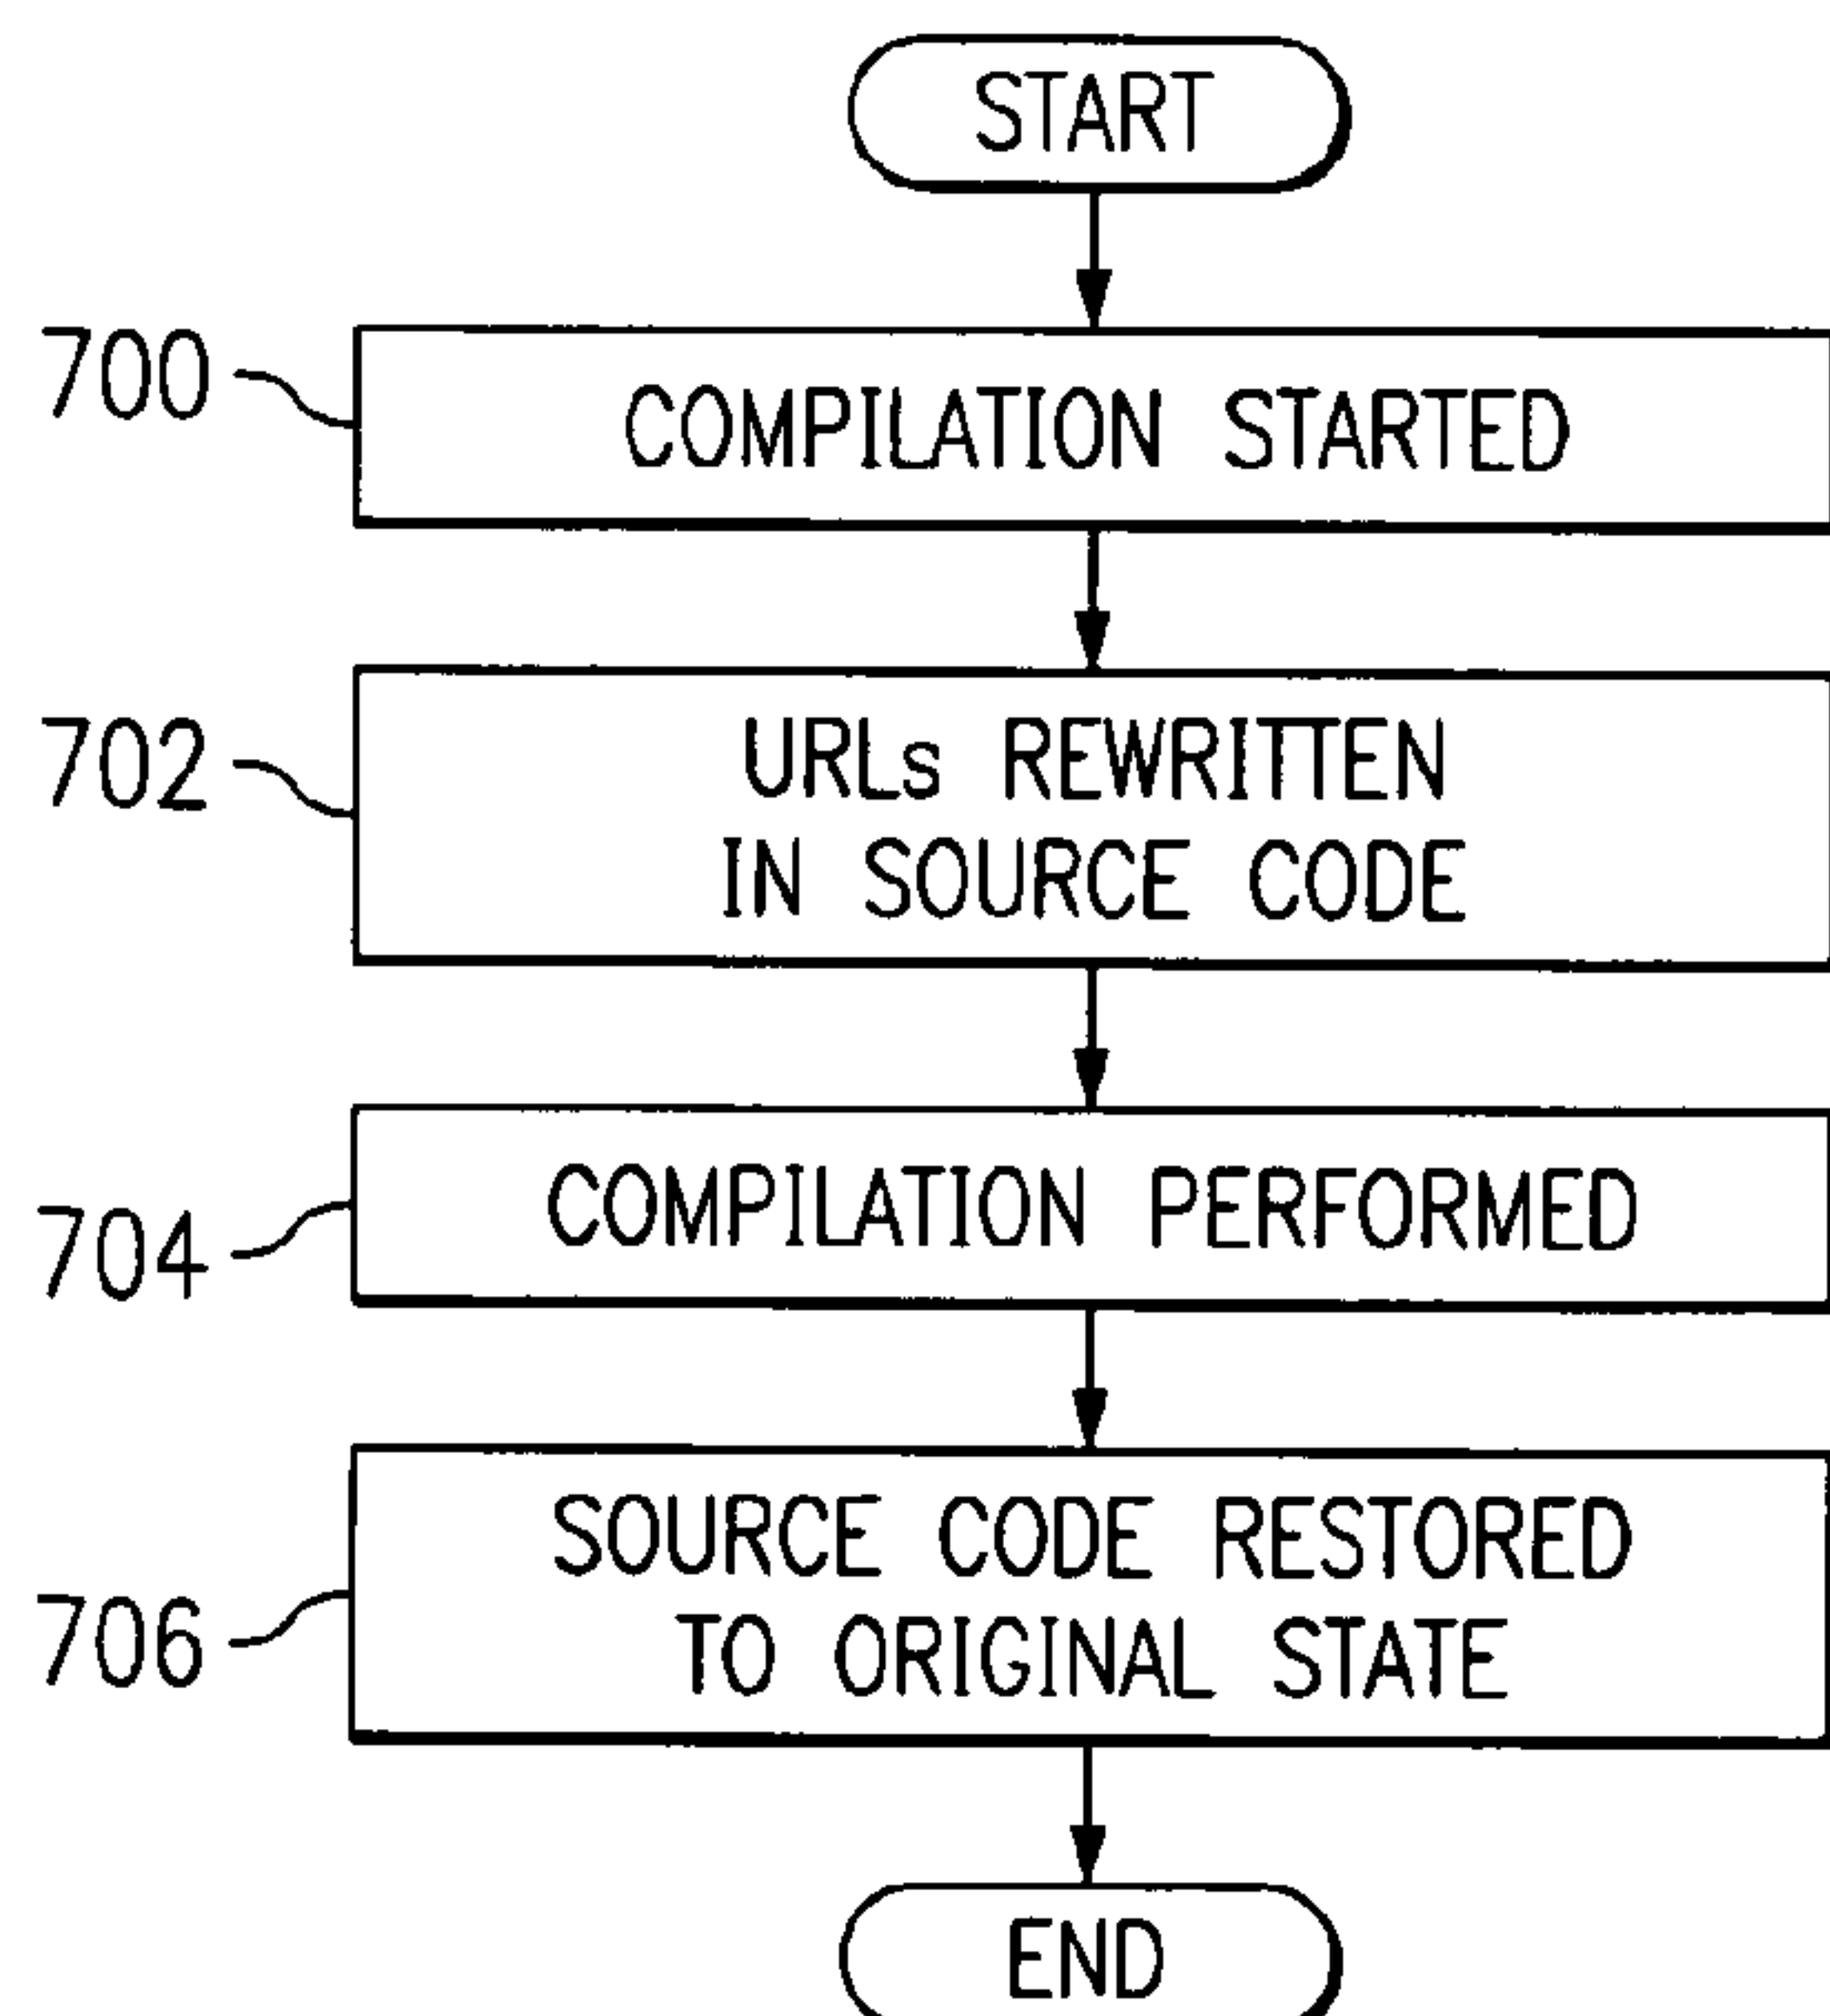 START
700
COMPILATION STARTED
702
URLs REWRITTEN
IN SOURCE CODE
704
COMPILATION PERFORMED
706
SOURCE CODE RESTORED
TO ORIGINAL STATE
END